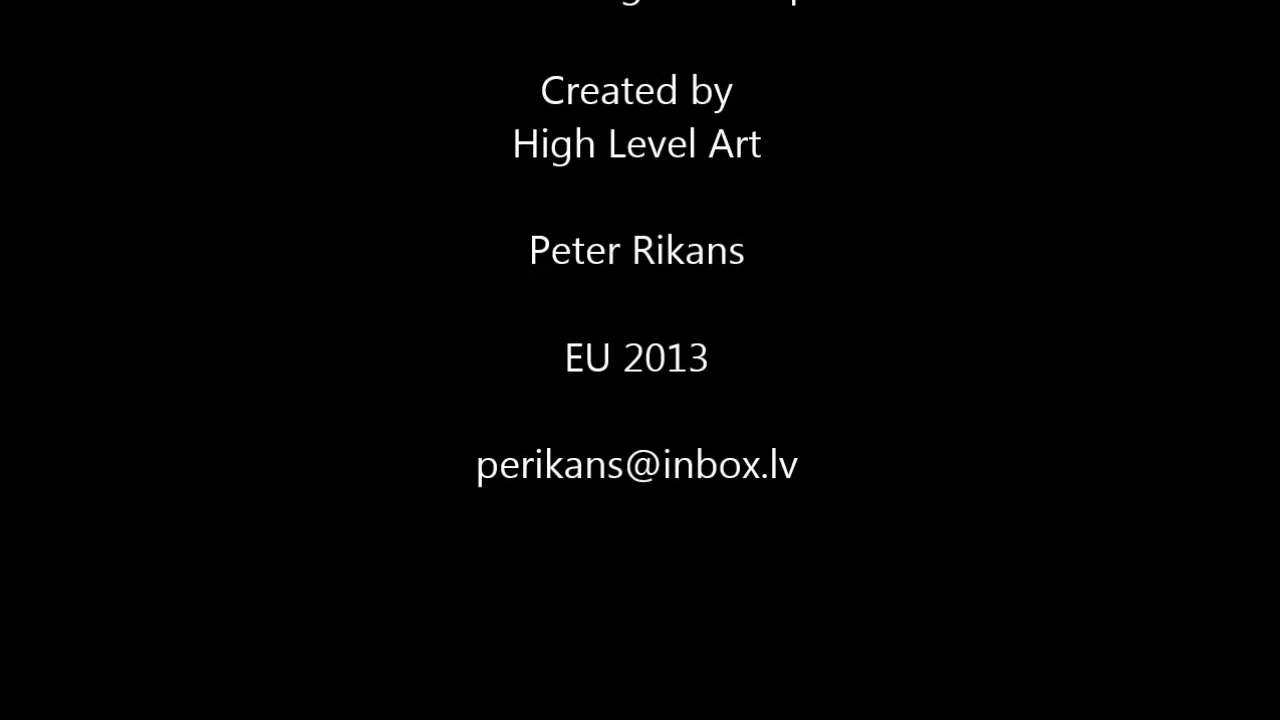 Created by
High Level Art
Peter Rikans
EU 2013
perikans@inbox.lv